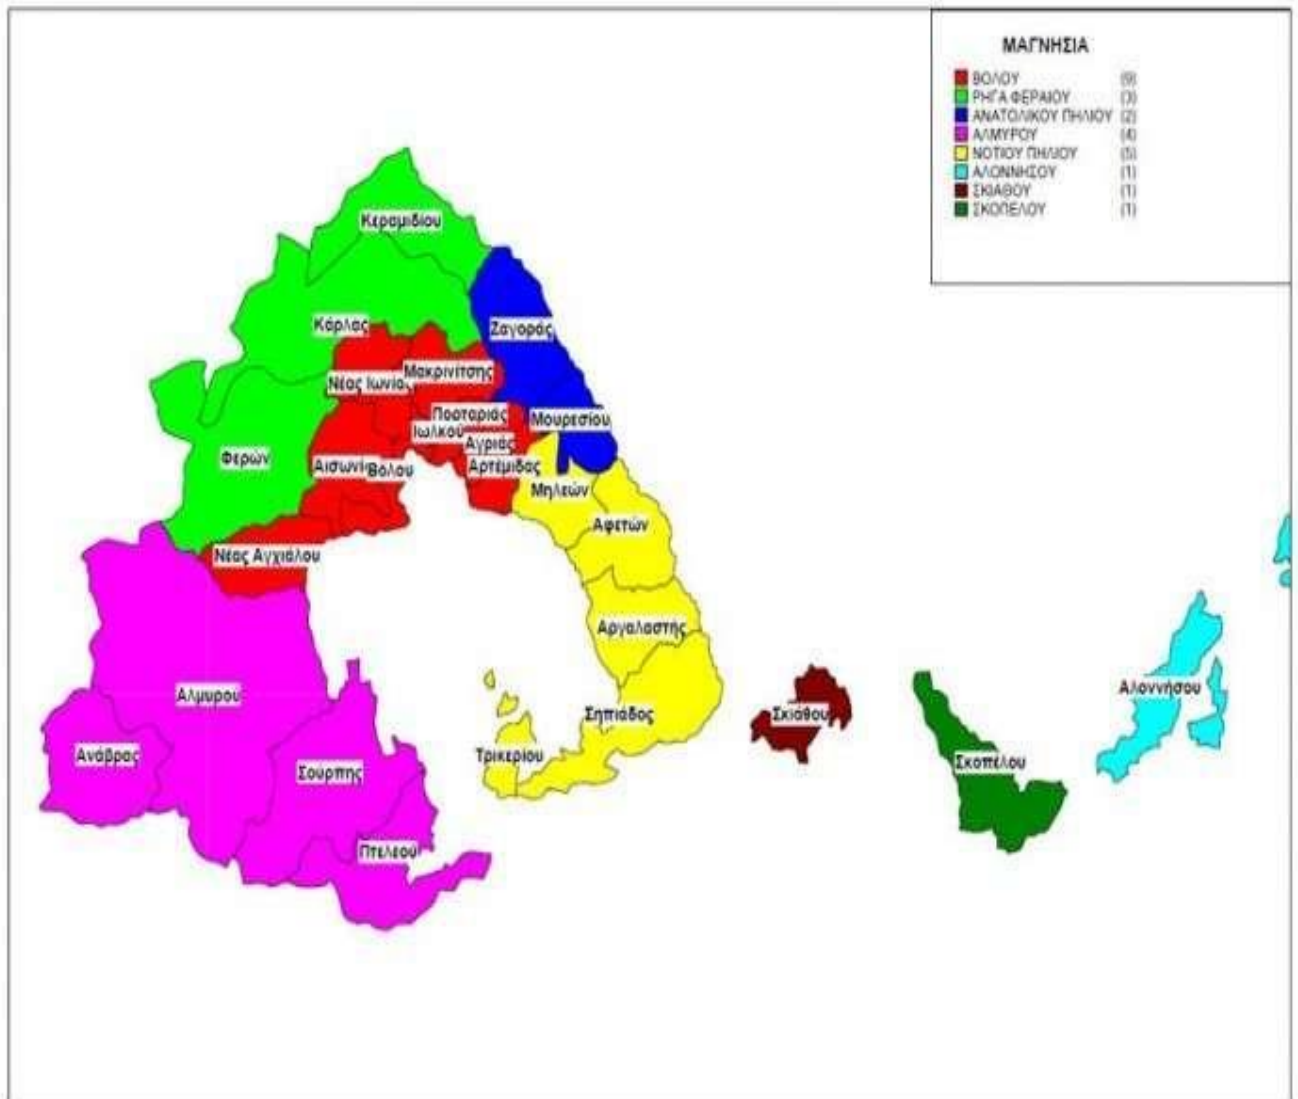 ΜΑΓΝΗΣΙΑ
ΒΟΛΟΥ (9)
ΡΗΓΑ ΦΕΡΑΙΟΥ (3)
ΑΝΑΤΟΛΙΚΟΥ ΠΗΛΙΟΥ (2)
ΑΛΜΥΡΟΥ (4)
ΝΟΤΙΟΥ ΠΗΛΙΟΥ (5)
ΑΛΟΝΝΗΣΟΥ (1)
ΣΚΙΑΘΟΥ (1)
ΣΚΟΠΕΛΟΥ (1)
Κεραμιδίου
Κάρλας
Ζαγοράς
Μακρινίτσης
Νέας Ιωνίας
Πορταριάς
Μουρεσίου
Ιωλκού
Αγριάς
Φερών
Βόλου
Αρτέμιδας
Μηλεών
Αφετών
Νέας Αγχιάλου
Αργαλαστής
Αλμυρού
Αλοννήσου
Σηπιάδος
Σκιάθου
Ανάβρας
Τρικερίου
Σκοπέλου
Σούρπης
Πτελεού